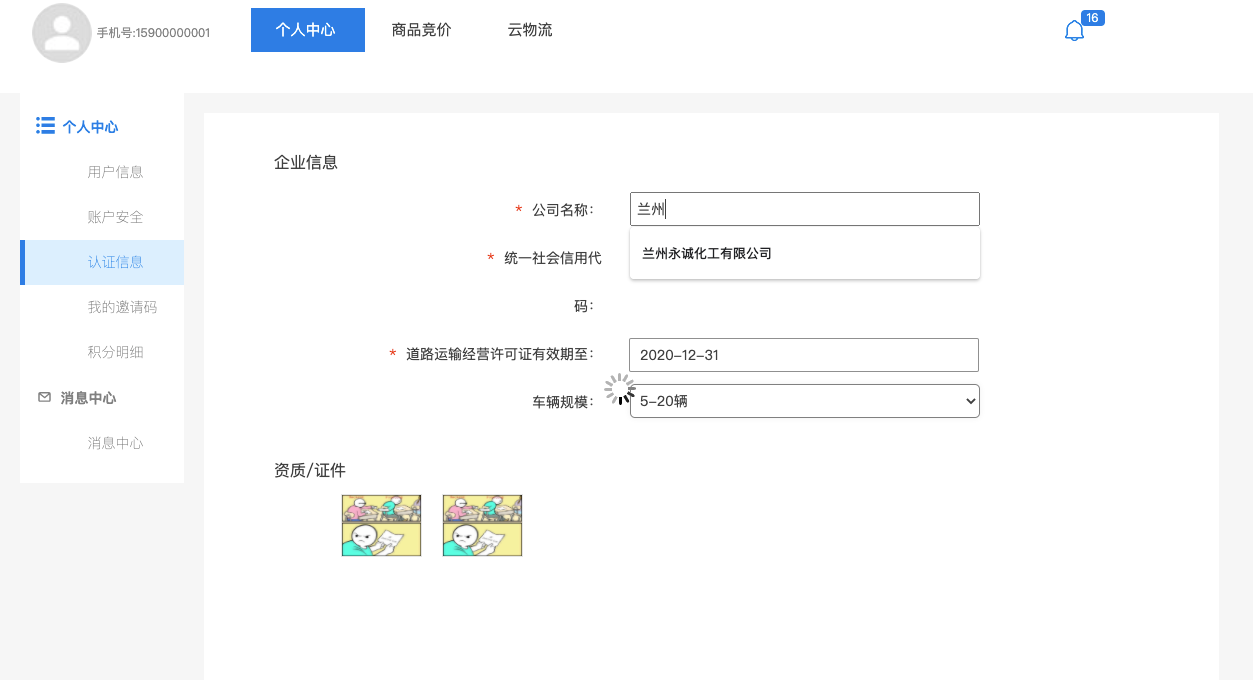 手机号:15900000001
个人中心
商品竞价
云物流
16
个人中心
用户信息
账户安全
认证信息
我的邀请码
积分明细
消息中心
消息中心
企业信息
* 公司名称：
兰州
兰州永诚化工有限公司
* 统一社会信用代
码：
* 道路运输经营许可证有效期至：
2020-12-31
车辆规模：
5-20辆
资质/证件